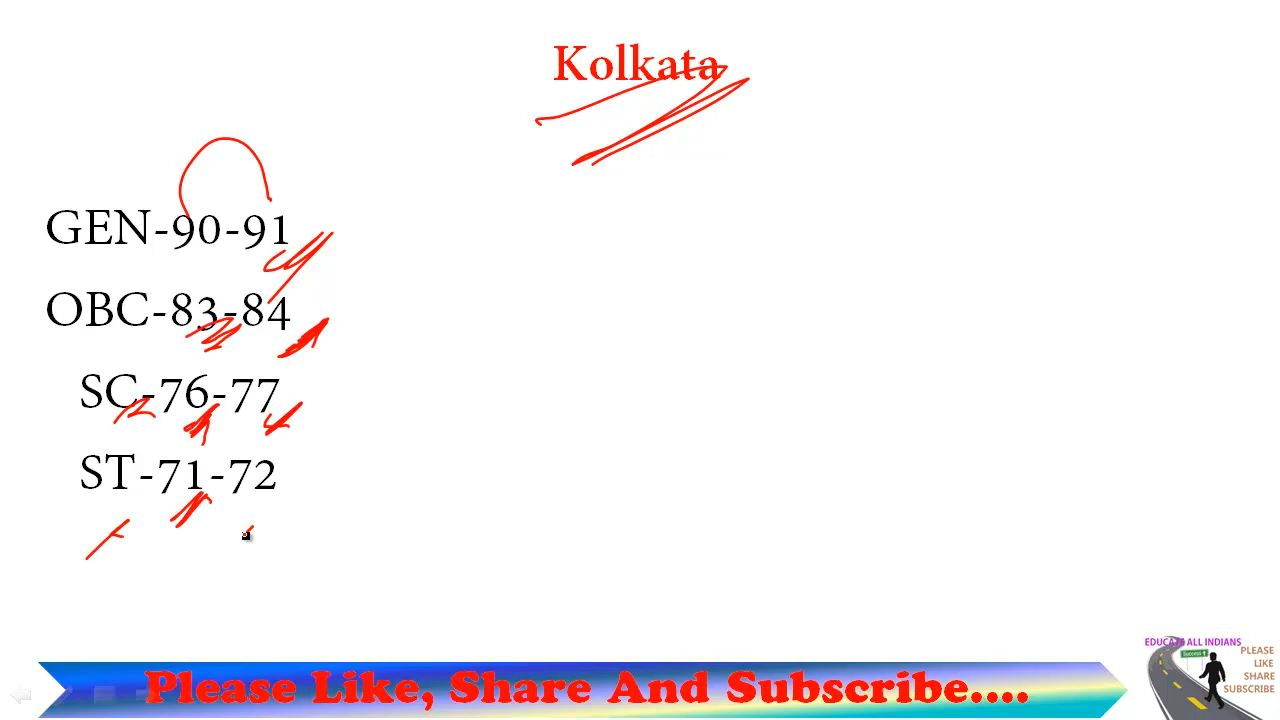 Kolkata
GEN-90-91
OBC-83-84
SC-76-77
ST-71-72
Please Like, Share And Subscribe....
EDUCATE ALL INDIANS
Success
PLEASE
LIKE
SHARE
SUBSCRIBE